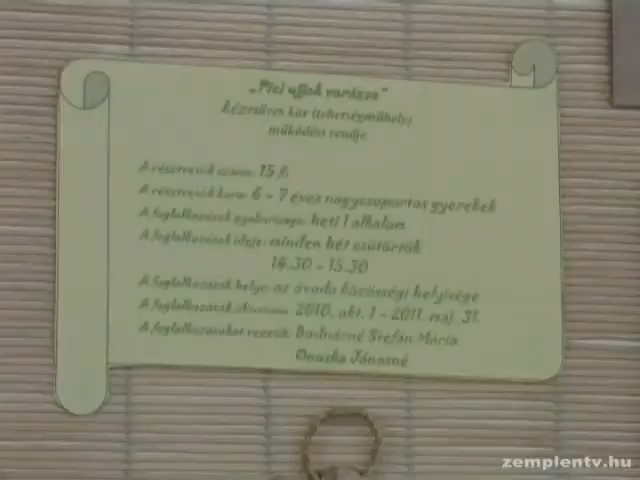 „Pici ujjak varázsa"
kézműves kör (tehetségműhely)
működési rendje
A résztvevők száma: 15 fő
A résztvevők kora: 6 - 7 éves nagycsoportos gyerekek
A foglalkozások gyakorisága: heti 1 alkalom
A foglalkozások ideje: minden hét csütörtök
14.30 - 15.30
A foglalkozások helye: az óvoda közösségi helyisége
A foglalkozások időtartama: 2010. okt. 1 - 2011. máj. 31.
A foglalkozásokat vezetik: Stefán Mária
Jánosné
zemplentv.hu